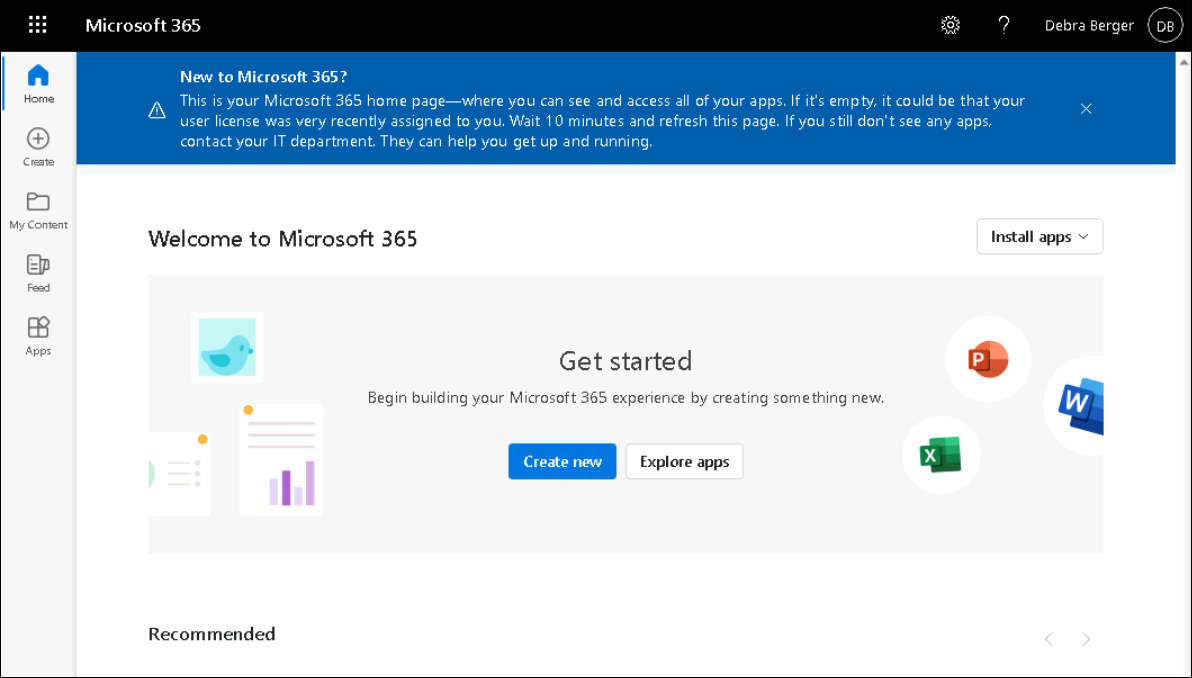 Microsoft 365
Debra Berger
DB
Home
Create
My Content
Feed
Apps
New to Microsoft 365?
This is your Microsoft 365 home page—where you can see and access all of your apps. If it's empty, it could be that your
user license was very recently assigned to you. Wait 10 minutes and refresh this page. If you still don't see any apps,
contact your IT department. They can help you get up and running.
Welcome to Microsoft 365
Install apps
Get started
Begin building your Microsoft 365 experience by creating something new.
Create new
Explore apps
P
W
X
Recommended